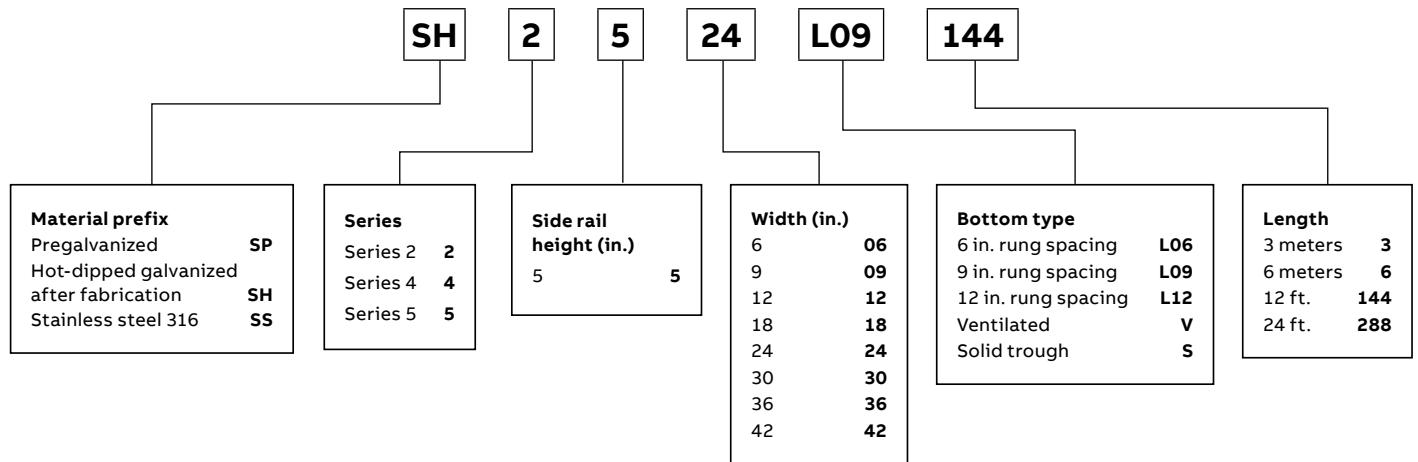 SH 2 5 24 L09 144
Material prefix
Pregalvanized SP
Hot-dipped galvanized
after fabrication SH
Stainless steel 316 SS
Series
Series 2 2
Series 4 4
Series 5 5
Side rail
height (in.)
5 5
Width (in.)
6 06
9 09
12 12
18 18
24 24
30 30
36 36
42 42
Bottom type
6 in. rung spacing L06
9 in. rung spacing L09
12 in. rung spacing L12
Ventilated V
Solid trough S
Length
3 meters 3
6 meters 6
12 ft. 144
24 ft. 288